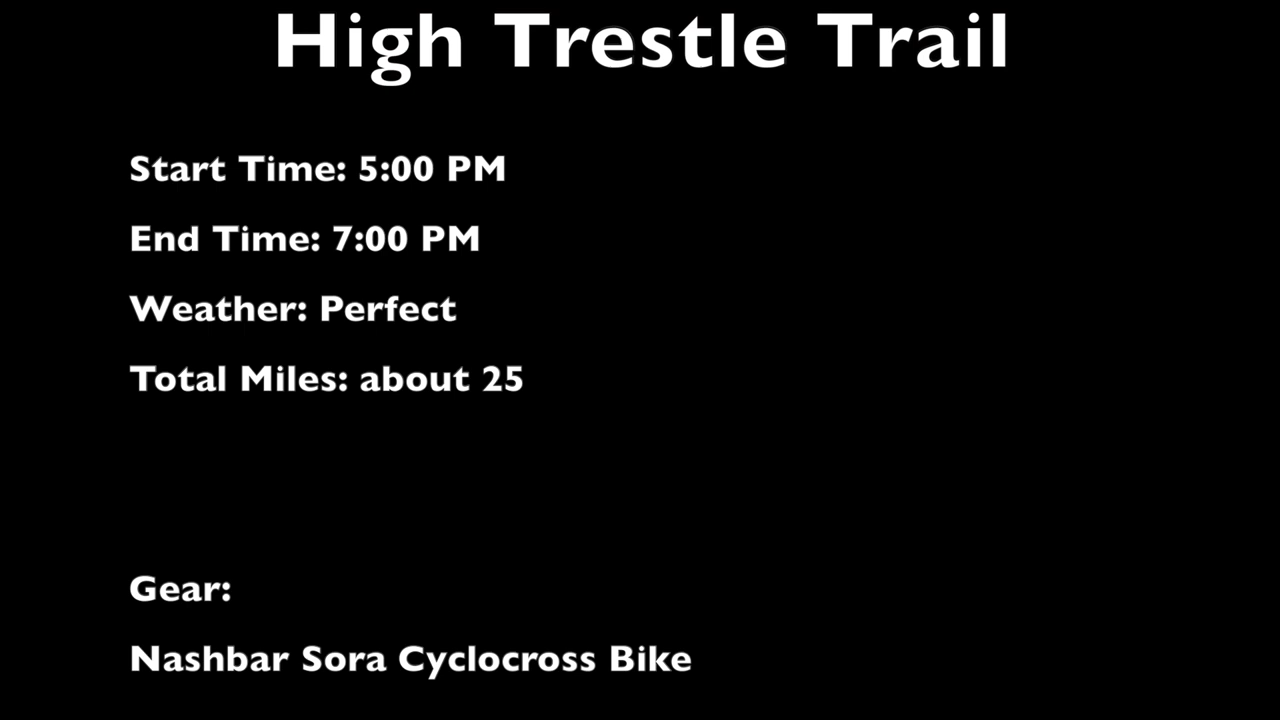 High Trestle Trail
Start Time: 5:00 PM
End Time: 7:00 PM
Weather: Perfect
Total Miles: about 25
Gear:
Nashbar Sora Cyclocross Bike